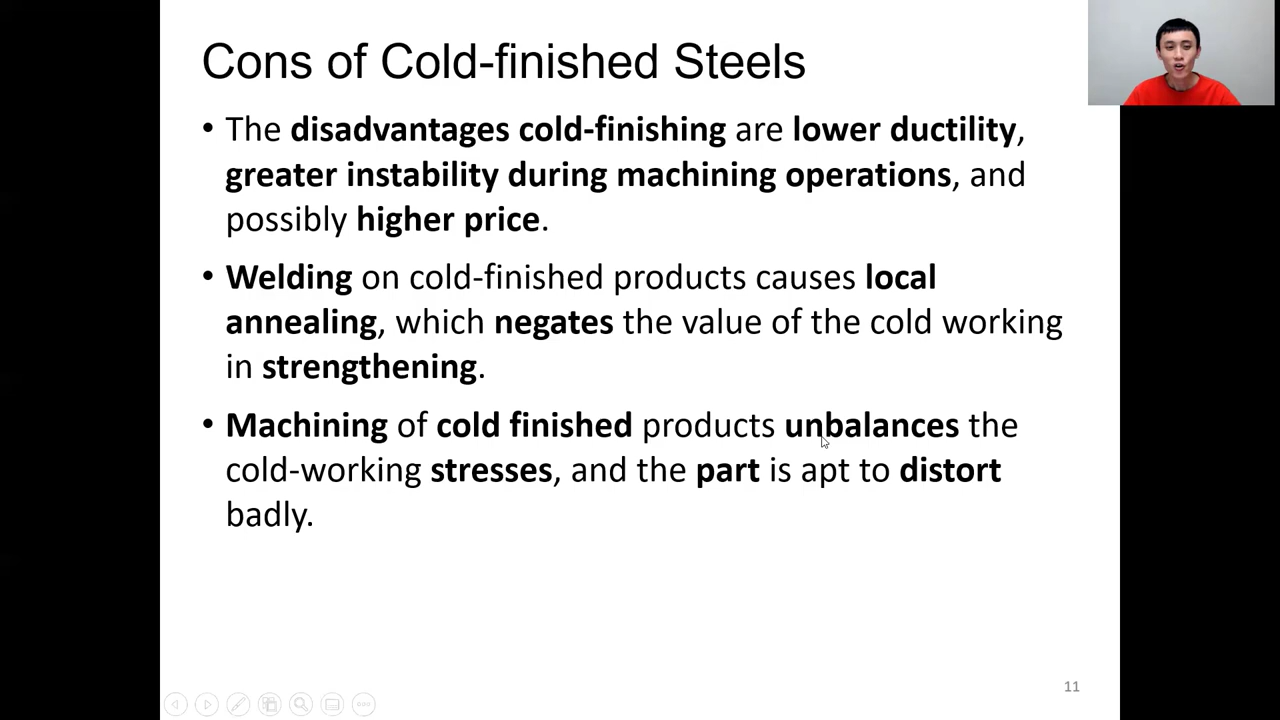 Cons of Cold-finished Steels
• The disadvantages cold-finishing are lower ductility,
greater instability during machining operations, and
possibly higher price.
• Welding on cold-finished products causes local
annealing, which negates the value of the cold working
in strengthening.
• Machining of cold finished products unbalances the
cold-working stresses, and the part is apt to distort
badly.
11